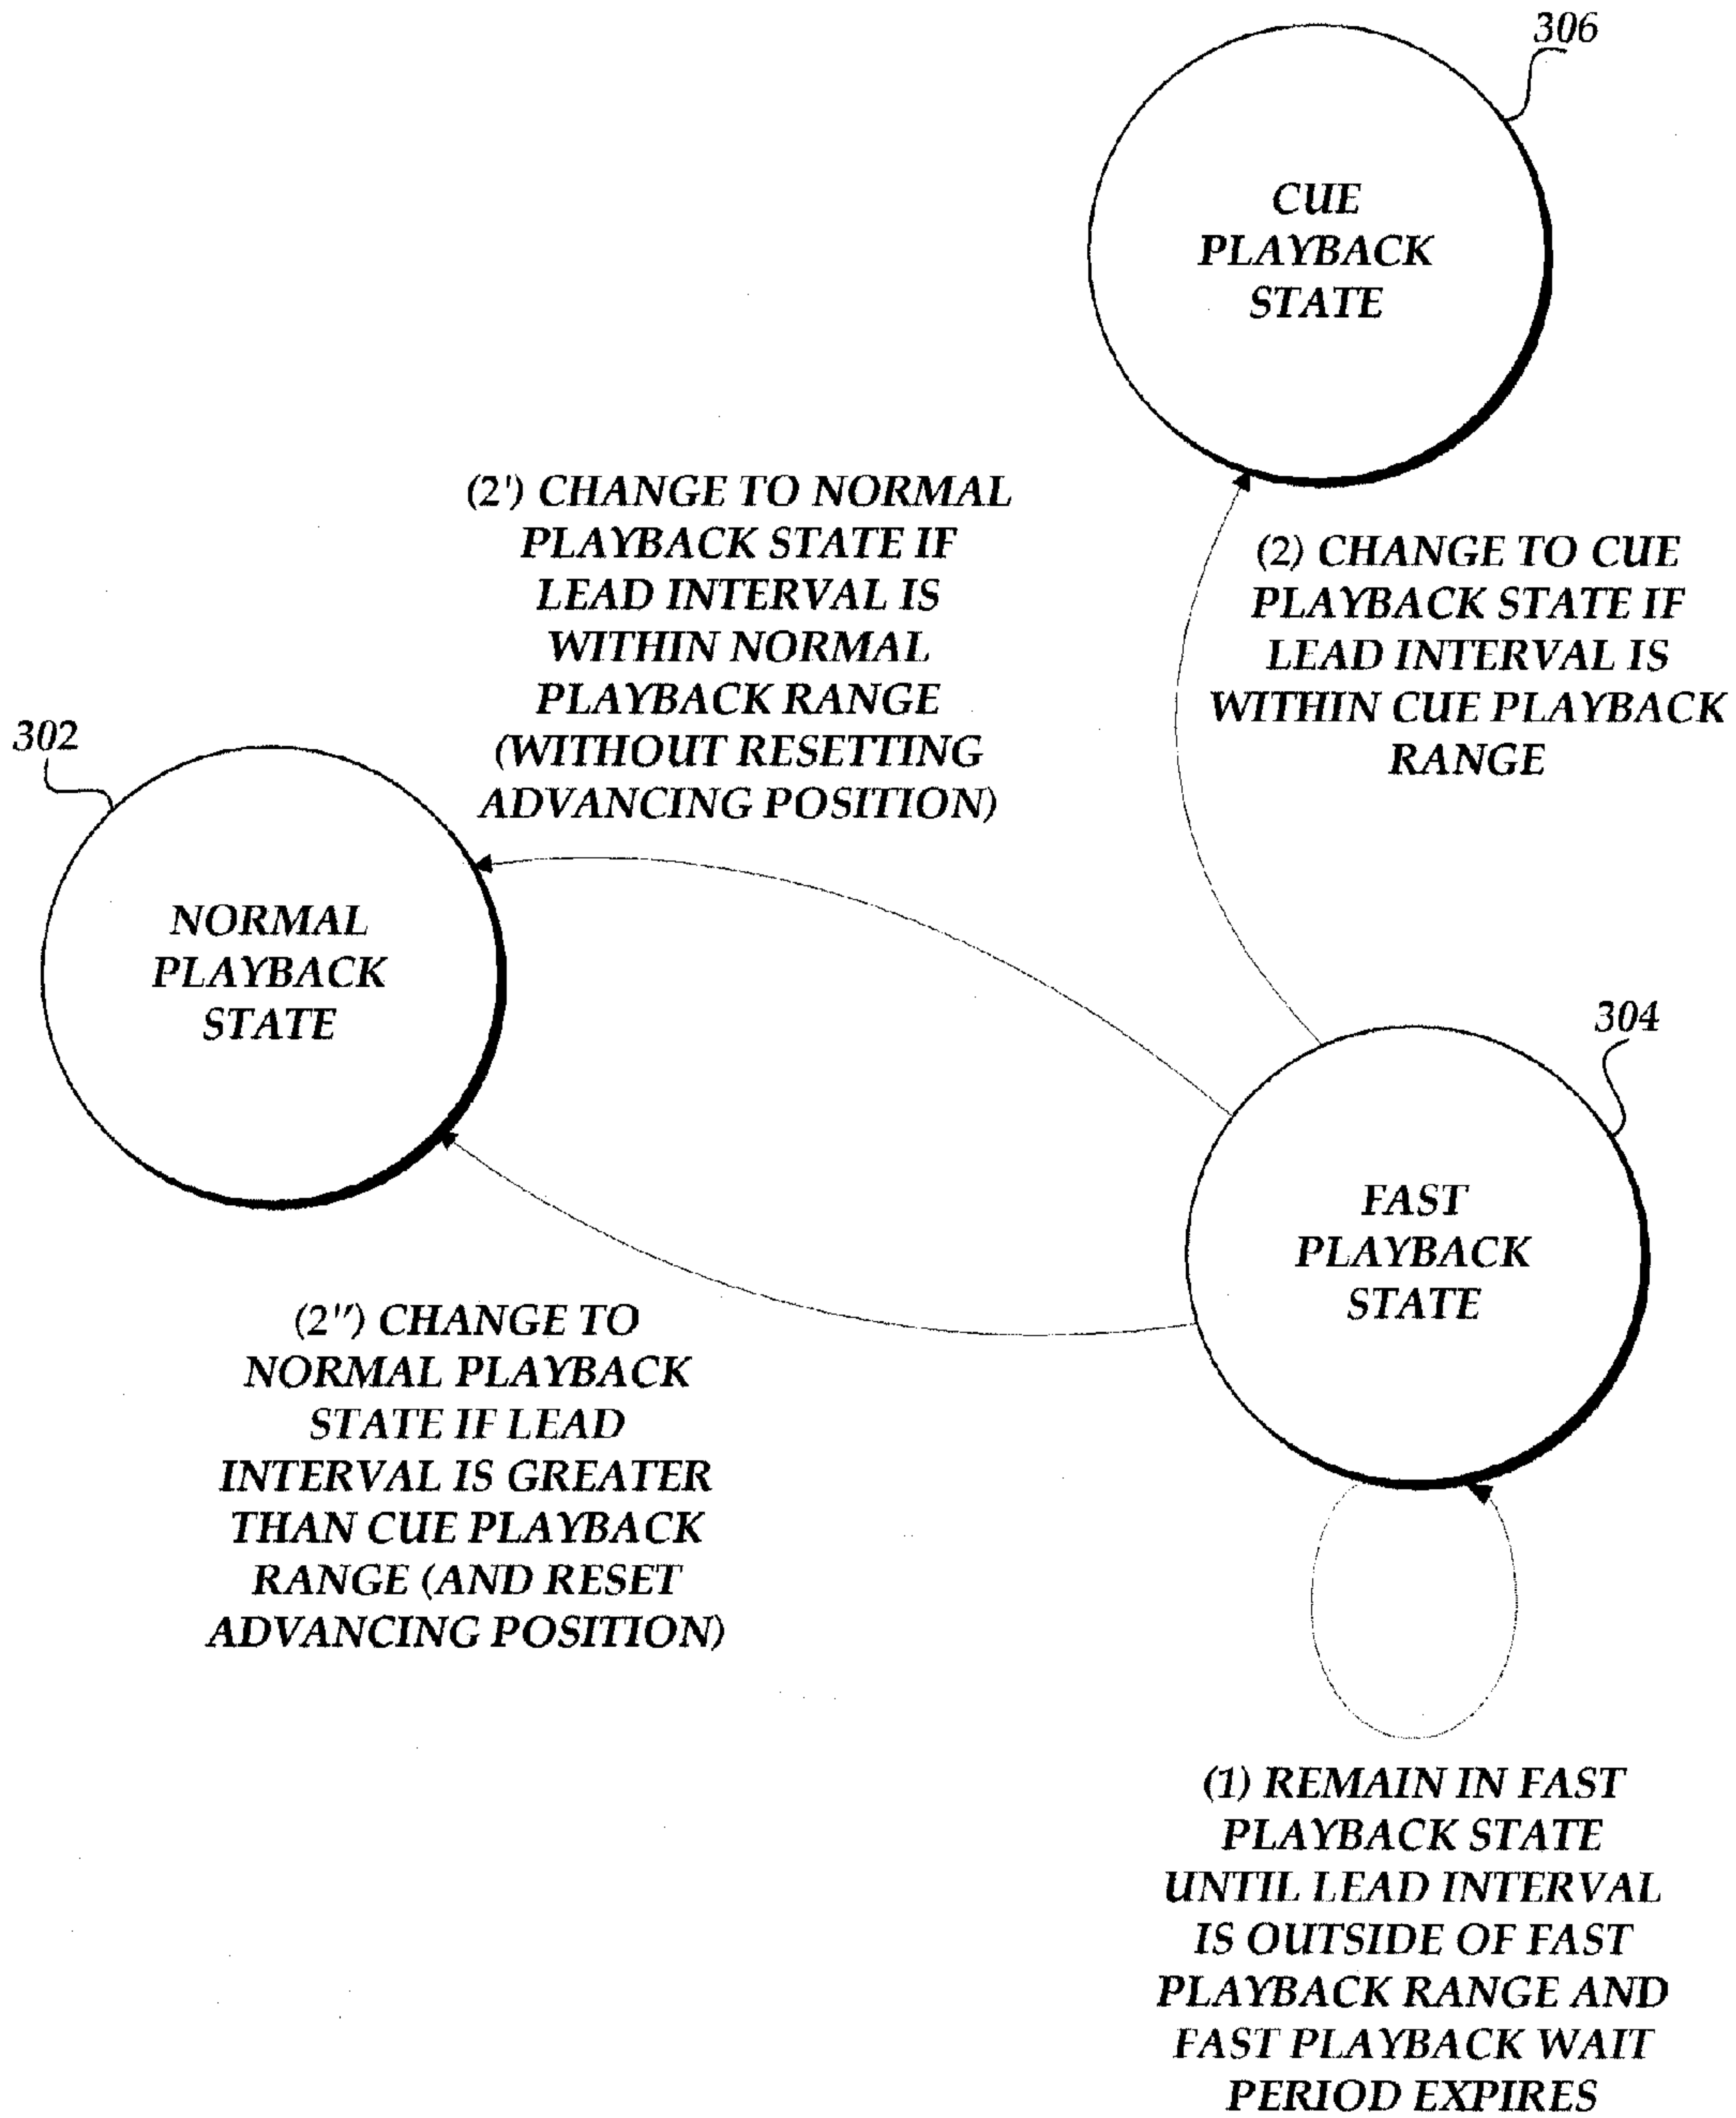 306
CUE
PLAYBACK
STATE
(2') CHANGE TO NORMAL
PLAYBACK STATE IF
LEAD INTERVAL IS
WITHIN NORMAL
PLAYBACK RANGE
(WITHOUT RESETTING
ADVANCING POSITION)
(2) CHANGE TO CUE
PLAYBACK STATE IF
LEAD INTERVAL IS
WITHIN CUE PLAYBACK
RANGE
302
NORMAL
PLAYBACK
STATE
304
FAST
PLAYBACK
STATE
(2'') CHANGE TO
NORMAL PLAYBACK
STATE IF LEAD
INTERVAL IS GREATER
THAN CUE PLAYBACK
RANGE (AND RESET
ADVANCING POSITION)
(1) REMAIN IN FAST
PLAYBACK STATE
UNTIL LEAD INTERVAL
IS OUTSIDE OF FAST
PLAYBACK RANGE AND
FAST PLAYBACK WAIT
PERIOD EXPIRES